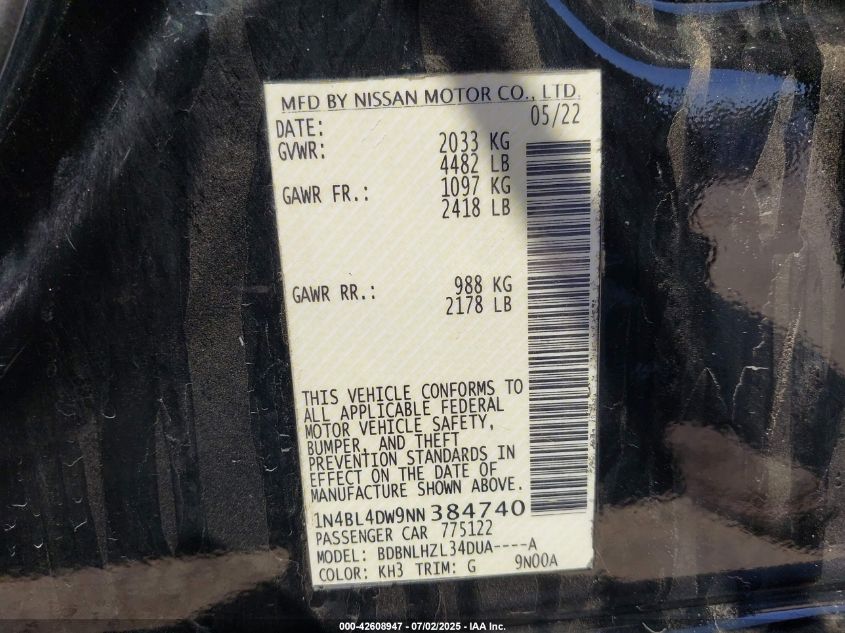 MFD BY NISSAN MOTOR CO., LTD.
DATE: 05/22
GVWR: 2033 KG
4482 LB
GAWR FR.: 1097 KG
2418 LB
GAWR RR.: 988 KG
2178 LB
THIS VEHICLE CONFORMS TO
ALL APPLICABLE FEDERAL
MOTOR VEHICLE SAFETY,
BUMPER, AND THEFT
PREVENTION STANDARDS IN
EFFECT ON THE DATE OF
MANUFACTURE SHOWN ABOVE.
1N4BL4DW9NN384740
PASSENGER CAR 775122
MODEL: BDBNLHZL34DUA----A
COLOR: KH3 TRIM: G 9N00A
000-42608947 - 07/02/2025 - IAA Inc.